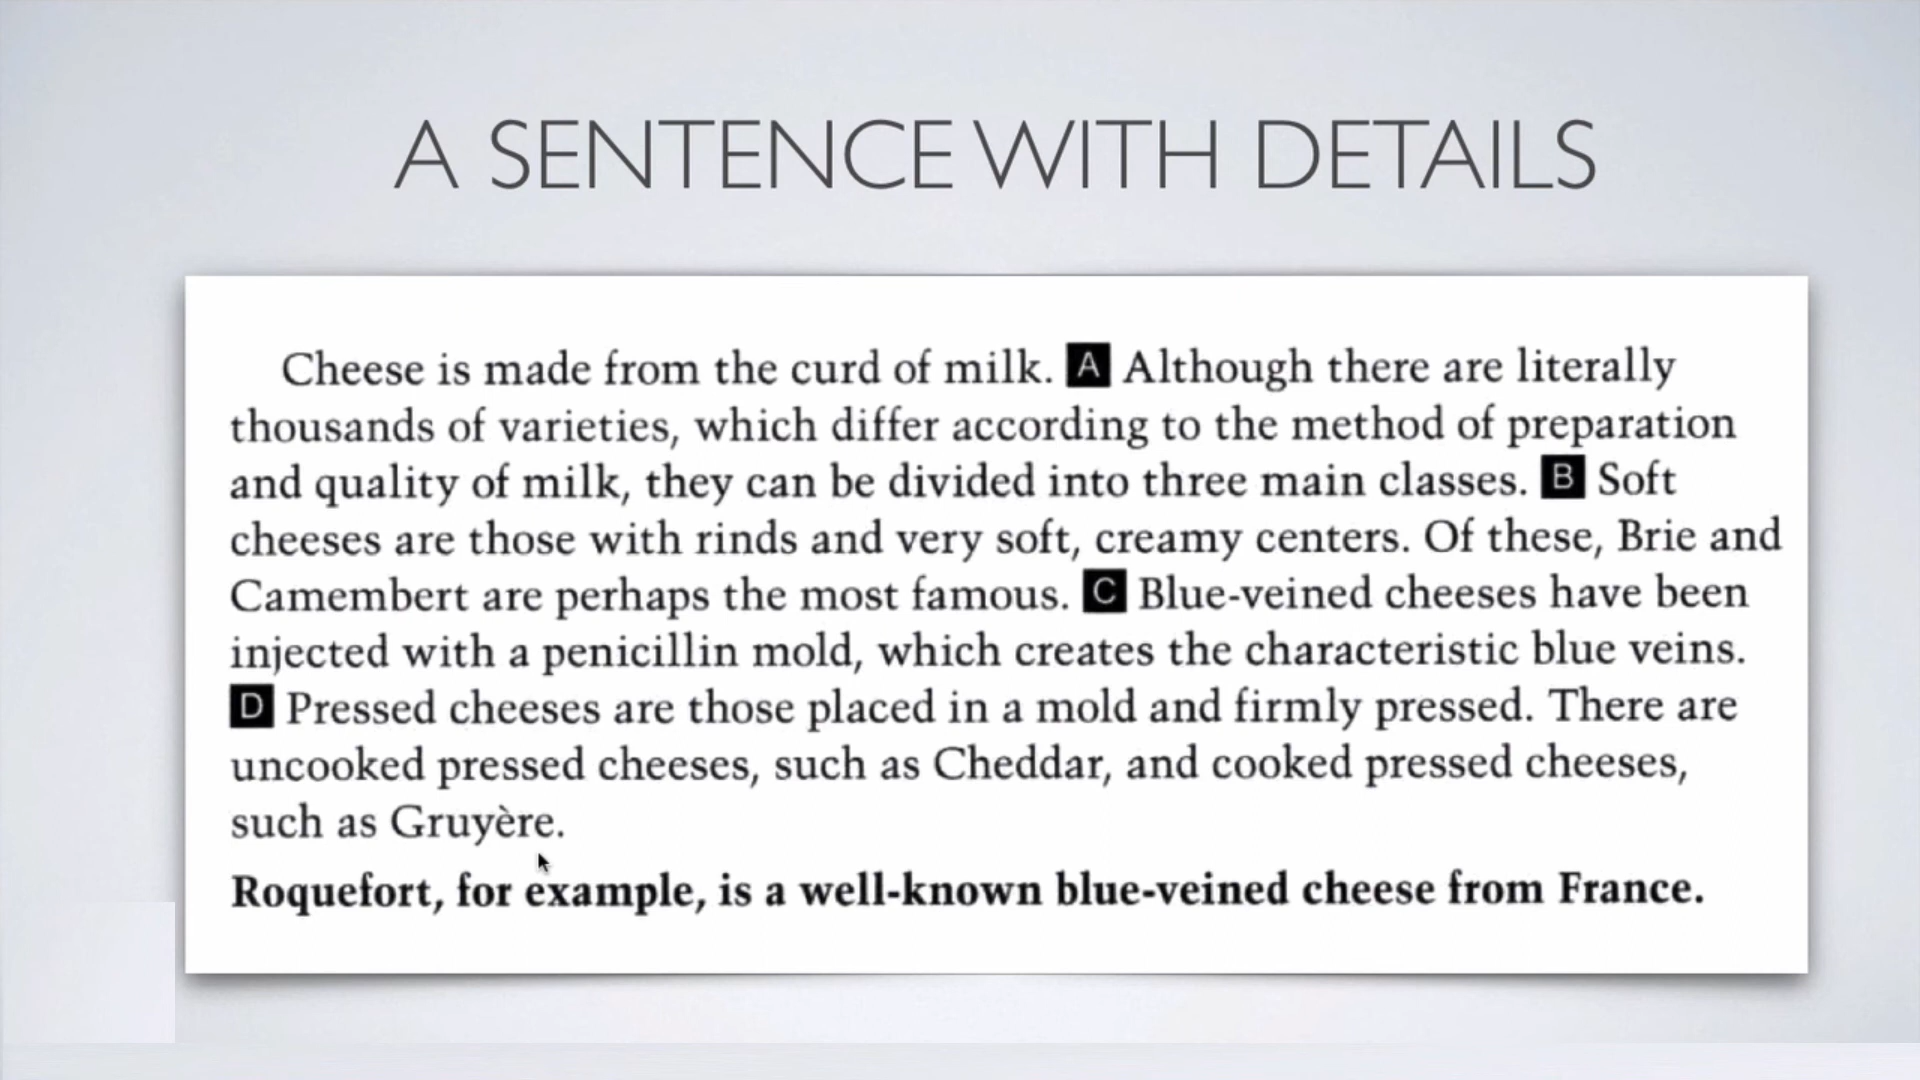 A SENTENCE WITH DETAILS
Cheese is made from the curd of milk. A Although there are literally
thousands of varieties, which differ according to the method of preparation
and quality of milk, they can be divided into three main classes. B Soft
cheeses are those with rinds and very soft, creamy centers. Of these, Brie and
Camembert are perhaps the most famous. C Blue-veined cheeses have been
injected with a penicillin mold, which creates the characteristic blue veins.
D Pressed cheeses are those placed in a mold and firmly pressed. There are
uncooked pressed cheeses, such as Cheddar, and cooked pressed cheeses,
such as Gruyère.
Roquefort, for example, is a well-known blue-veined cheese from France.